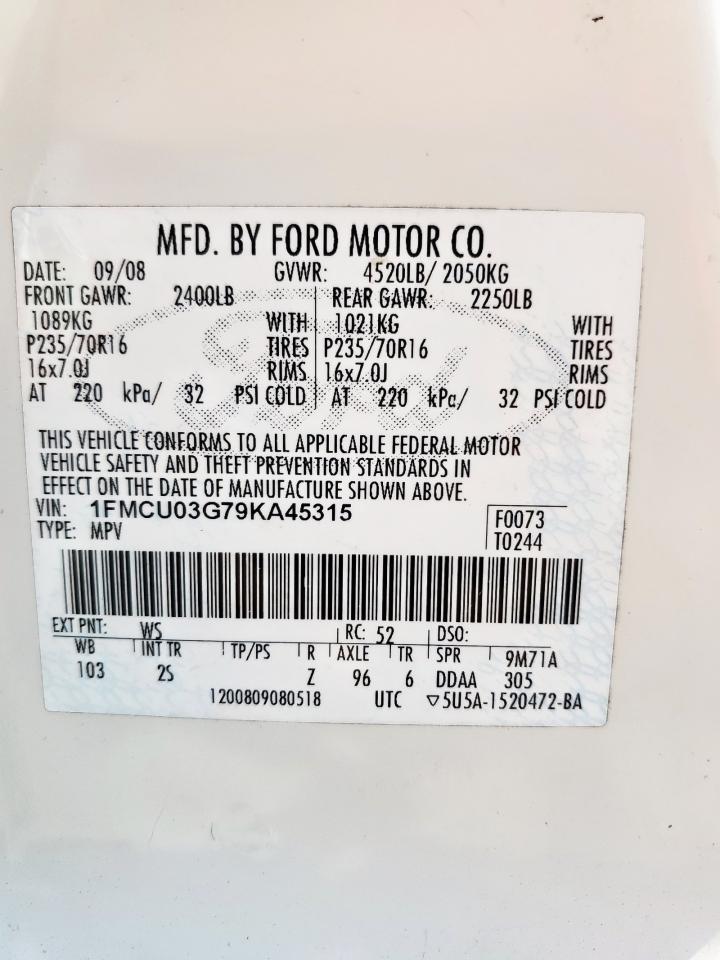 MFD. BY FORD MOTOR CO.
DATE: 09/08 GVWR: 4520LB/ 2050KG
FRONT GAWR: 2400LB REAR GAWR: 2250LB
1089KG WITH 1021KG WITH
P235/70R16 TIRES P235/70R16 TIRES
16x7.0J RIMS 16x7.0J RIMS
AT 220 kPa/ 32 PSI COLD AT 220 kPa/ 32 PSI COLD
THIS VEHICLE CONFORMS TO ALL APPLICABLE FEDERAL MOTOR
VEHICLE SAFETY AND THEFT PREVENTION STANDARDS IN
EFFECT ON THE DATE OF MANUFACTURE SHOWN ABOVE.
VIN: 1FMCU03G79KA45315 F0073
TYPE: MPV T0244
EXT PNT: WS RC: 52 DSO:
WB INT TR TP/PS R AXLE TR SPR 9M71A
103 2S Z 96 6 DDAA 305
1200809080518 UTC ▽5U5A-1520472-BA